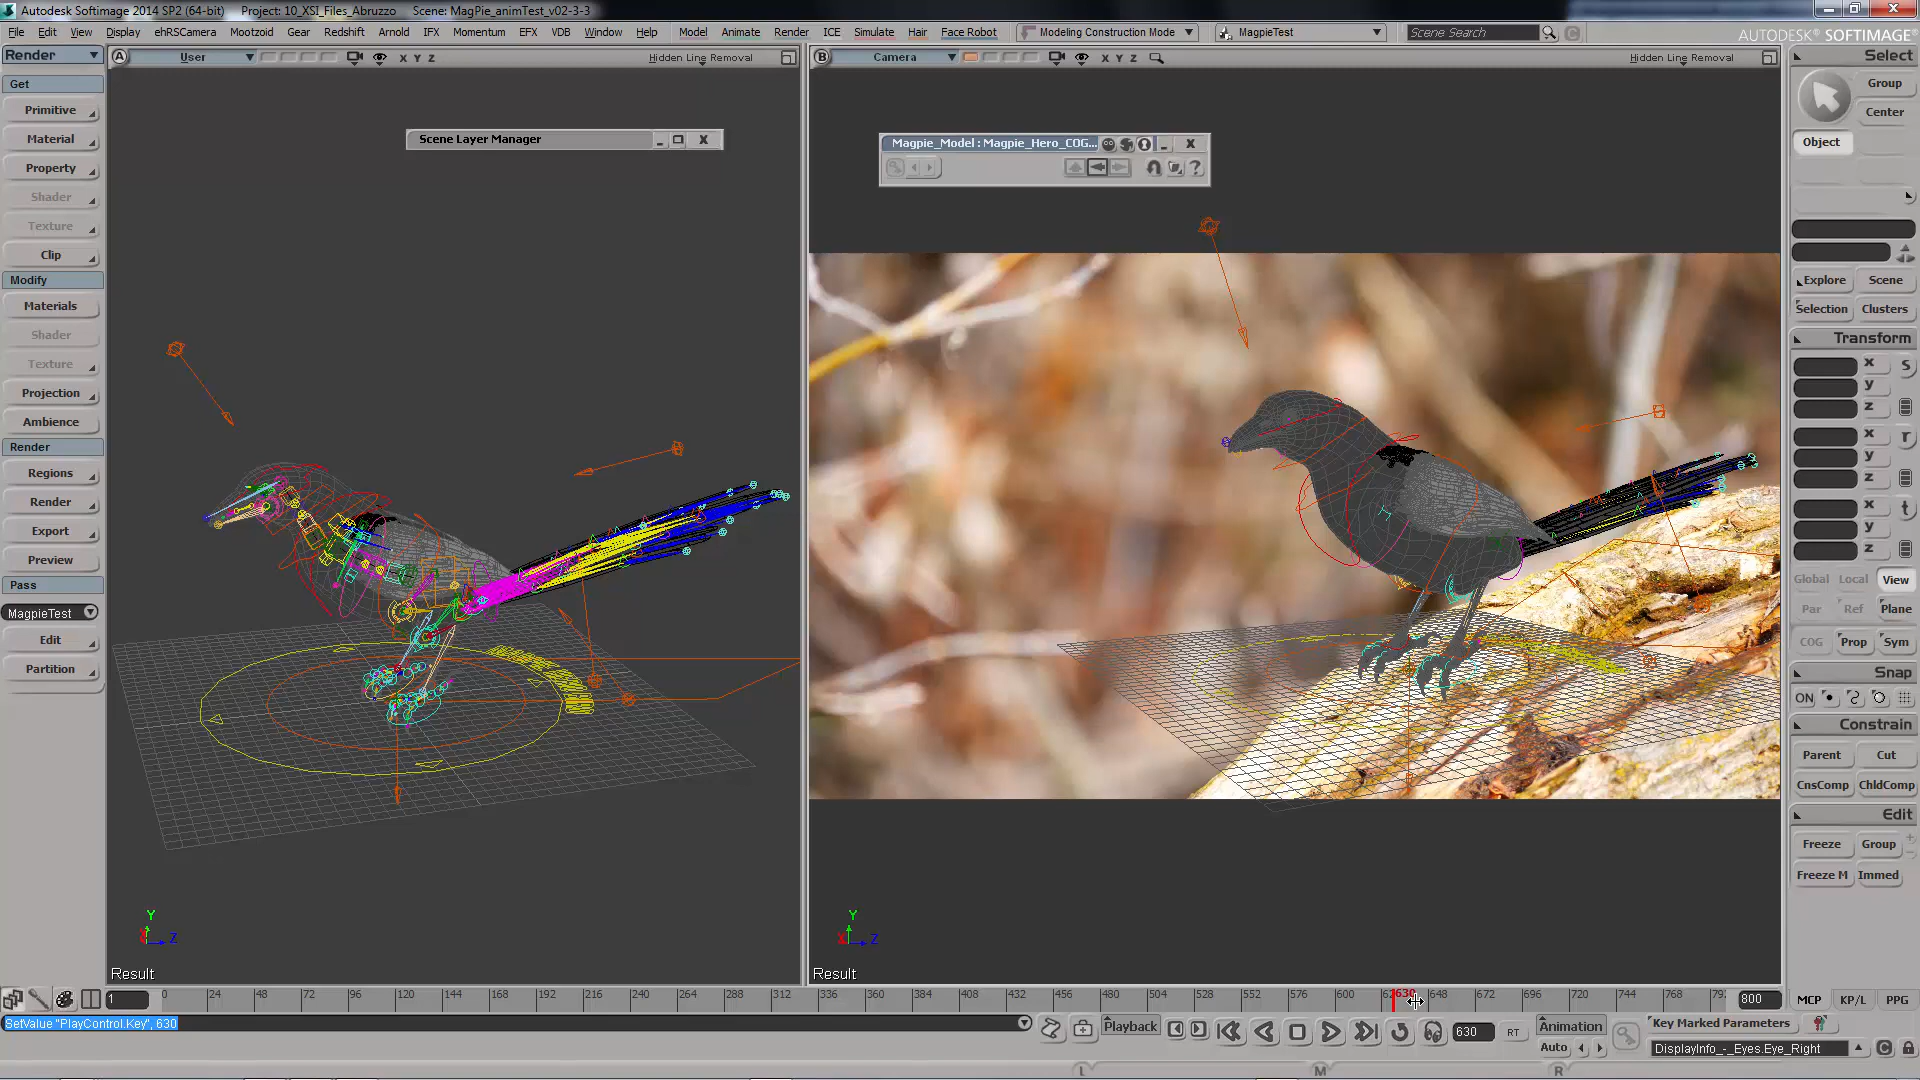 Autodesk Softimage 2014 SP2 (64-bit) Project: 10_XSI_Files_Abruzzo Scene: MagPie_animTest_v02-3-3
File Edit View Display ehRSCamera Mootzoid Gear Redshift Arnold IFX Momentum EFX VDB Window Help Model Animate Render ICE Simulate Hair Face Robot Modeling Construction Mode MagpieTest Scene Search AUTODESK SOFTIMAGE
Render A User X Y Z Hidden Line Removal B Camera X Y Z Hidden Line Removal Select
Get
Primitive
Material
Property
Shader
Texture
Clip
Modify
Materials
Shader
Texture
Projection
Ambience
Render
Regions
Render
Export
Preview
Pass
MagpieTest
Edit
Partition
Scene Layer Manager
Magpie_Model : Magpie_Hero_COG...
Y
X Z
Result
Y
X Z
Result
Group
Center
Object
Explore Scene
Selection Clusters
Transform
x s
y
z
x r
y
z
x t
y
z
Global Local View
Par Ref Plane
COG Prop Sym
Snap
ON
Constrain
Parent Cut
CnsComp ChldComp
Edit
Freeze Group
Freeze M Immed
1 0 24 48 72 96 120 144 168 192 216 240 264 288 312 336 360 384 408 432 456 480 504 528 552 576 600 630 648 672 696 720 744 768 800 MCP KP/L PPG
SetValue "PlayControl.Key", 630 Playback 630 RT Animation Key Marked Parameters
Auto DisplayInfo_-_Eyes.Eye_Right
L M R